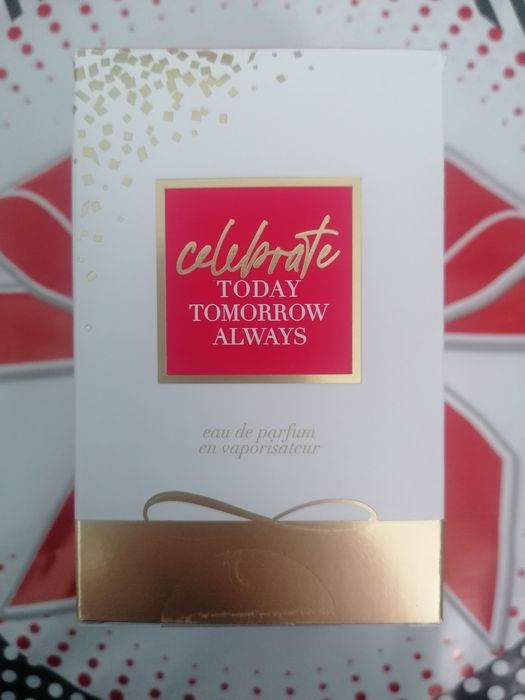 celebrate
TODAY
TOMORROW
ALWAYS
eau de parfum
en vaporisateur